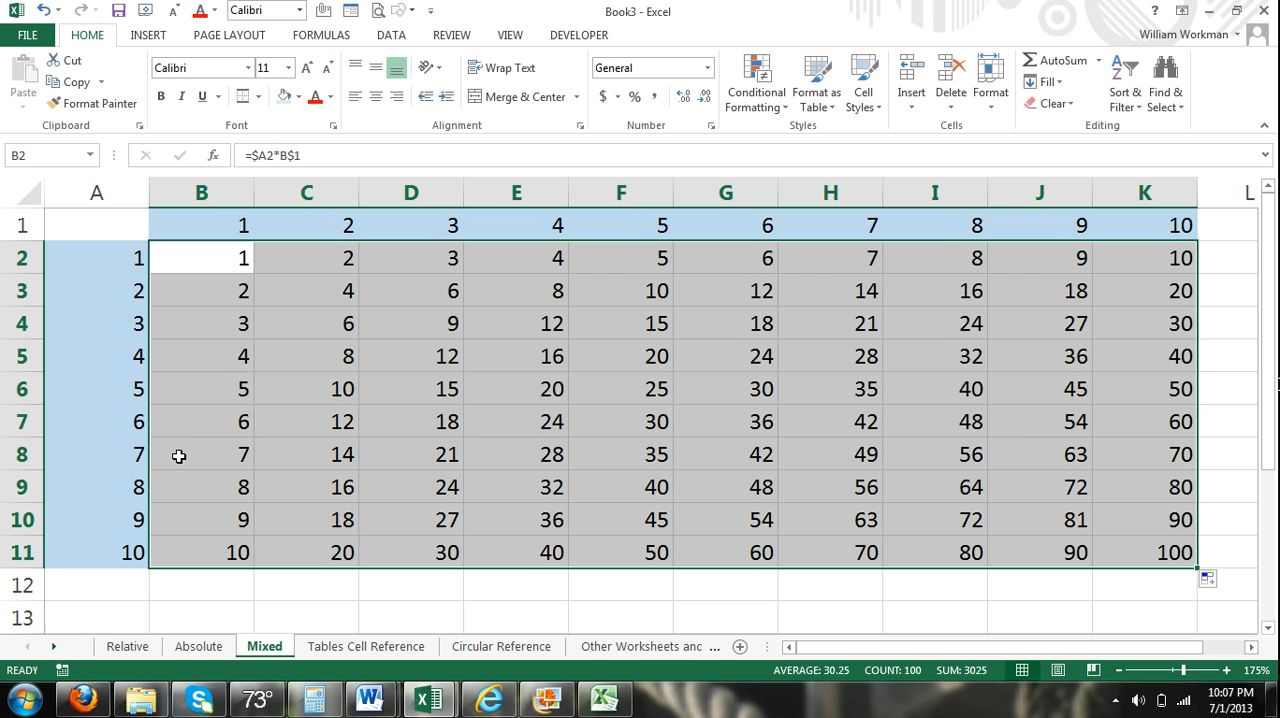 Calibri
Book3 - Excel
?
FILE HOME INSERT PAGE LAYOUT FORMULAS DATA REVIEW VIEW DEVELOPER William Workman
Paste Cut Copy Format Painter Clipboard
Calibri 11 B I U A Font
Wrap Text Merge & Center Alignment
General $ % , Number
Conditional Formatting Format as Table Cell Styles Styles
Insert Delete Format Cells
AutoSum Fill Clear Sort & Filter Find & Select Editing
B2 fx =$A2*B$1
A B C D E F G H I J K L
1 1 2 3 4 5 6 7 8 9 10
2 1 1 2 3 4 5 6 7 8 9 10
3 2 2 4 6 8 10 12 14 16 18 20
4 3 3 6 9 12 15 18 21 24 27 30
5 4 4 8 12 16 20 24 28 32 36 40
6 5 5 10 15 20 25 30 35 40 45 50
7 6 6 12 18 24 30 36 42 48 54 60
8 7 7 14 21 28 35 42 49 56 63 70
9 8 8 16 24 32 40 48 56 64 72 80
10 9 9 18 27 36 45 54 63 72 81 90
11 10 10 20 30 40 50 60 70 80 90 100
12
13
Relative Absolute Mixed Tables Cell Reference Circular Reference Other Worksheets anc ...
READY AVERAGE: 30.25 COUNT: 100 SUM: 3025 175%
73° 10:07 PM
7/1/2013